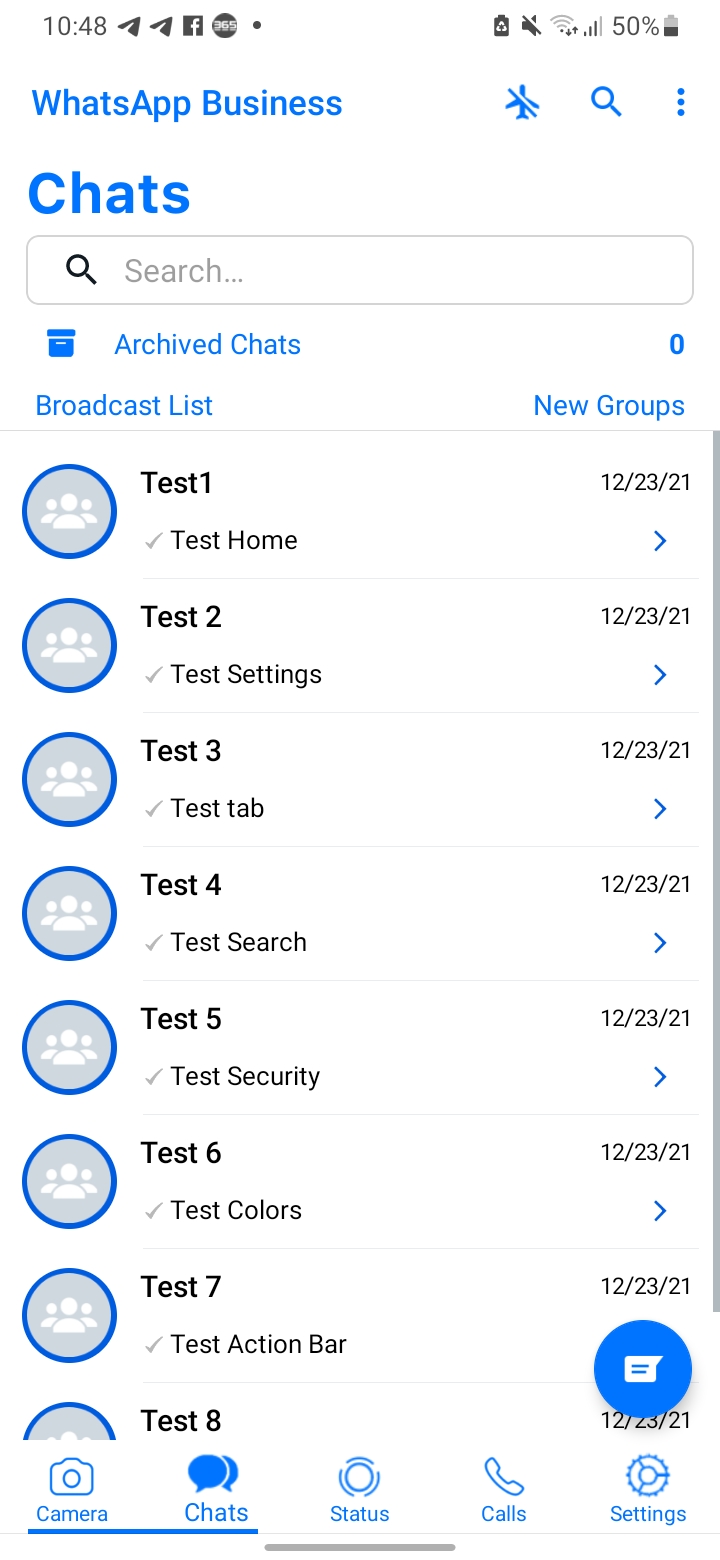 10:48 365 50%
WhatsApp Business
Chats
Search...
Archived Chats 0
Broadcast List New Groups
Test1 12/23/21
Test Home
Test 2 12/23/21
Test Settings
Test 3 12/23/21
Test tab
Test 4 12/23/21
Test Search
Test 5 12/23/21
Test Security
Test 6 12/23/21
Test Colors
Test 7 12/23/21
Test Action Bar
Test 8 12/23/21
Camera Chats Status Calls Settings